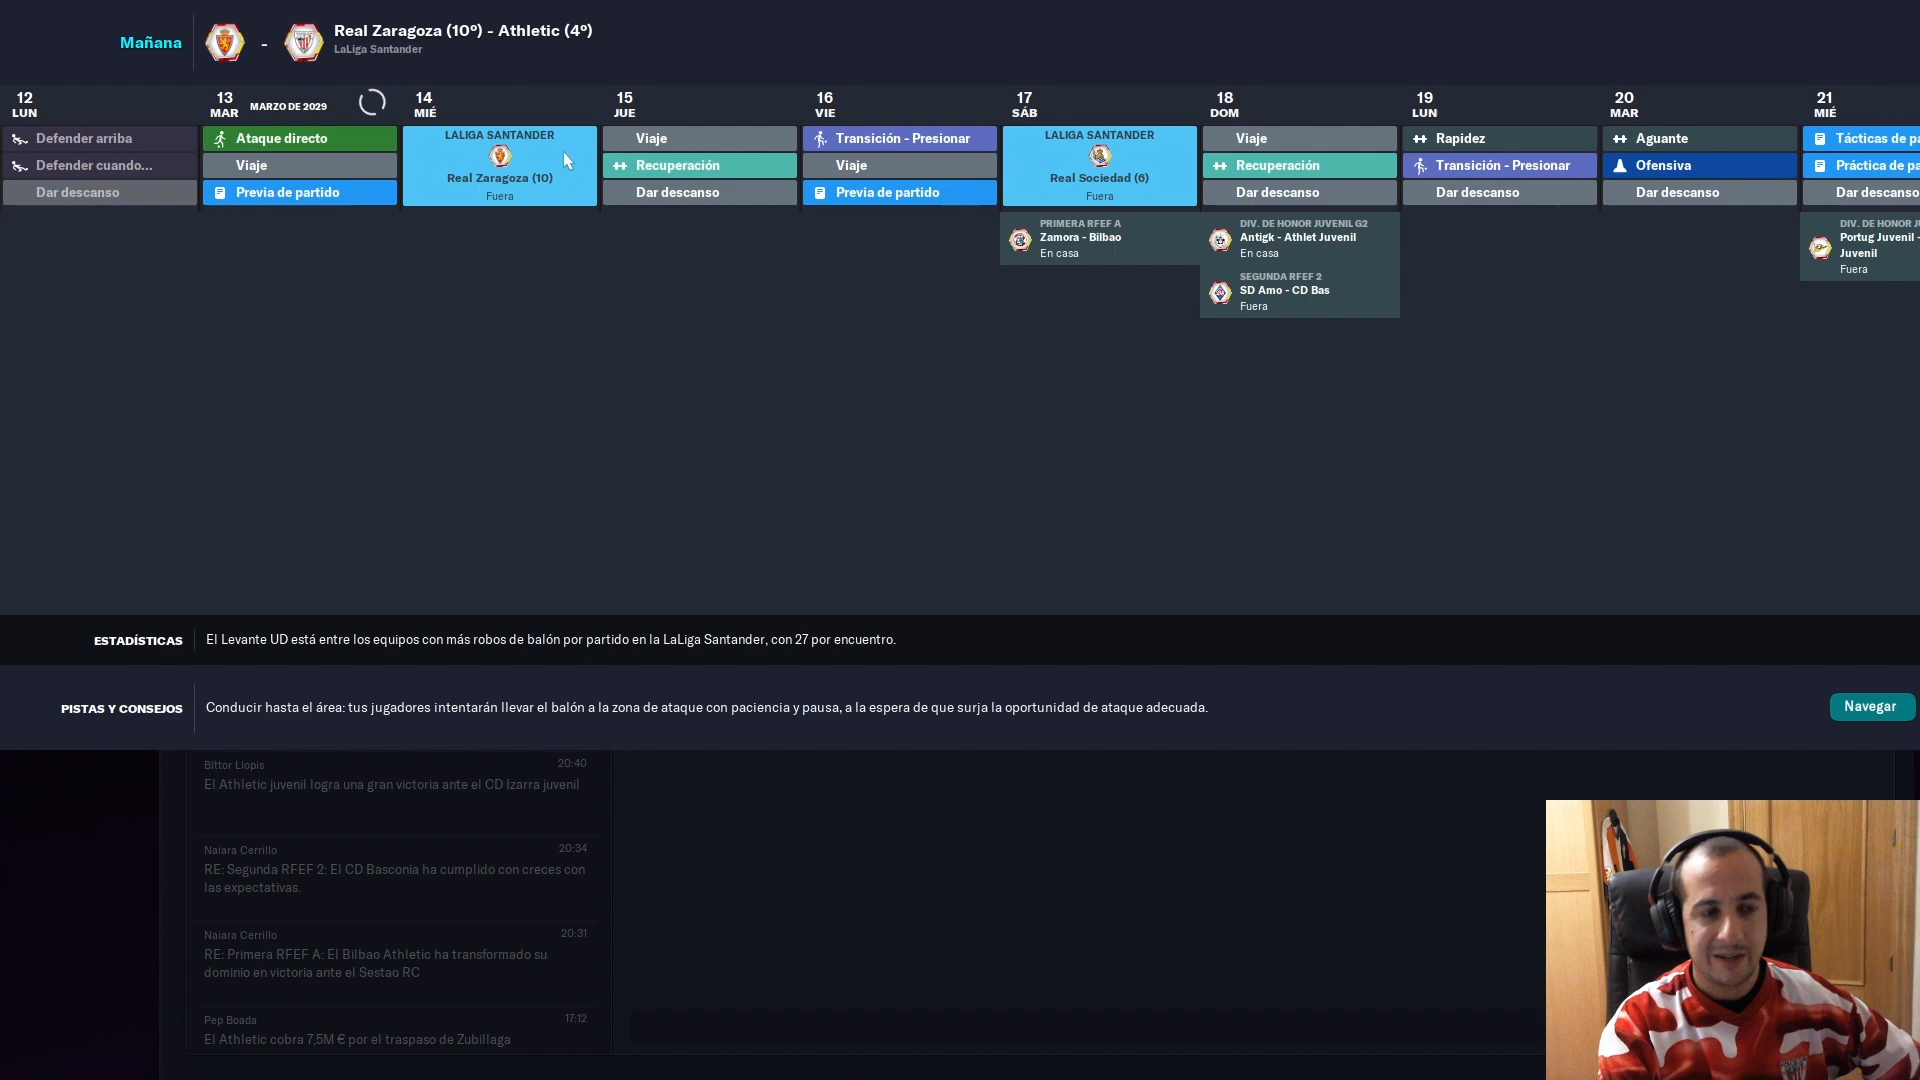 Mañana
-
Real Zaragoza (10º) - Athletic (4º)
LaLiga Santander
12
LUN
13
MAR
MARZO DE 2029
14
MIÉ
15
JUE
16
VIE
17
SÁB
18
DOM
19
LUN
20
MAR
21
MIÉ
Defender arriba
Defender cuando...
Dar descanso
Ataque directo
Viaje
Previa de partido
LALIGA SANTANDER
Real Zaragoza (10)
Fuera
Viaje
Recuperación
Dar descanso
Transición - Presionar
Viaje
Previa de partido
LALIGA SANTANDER
Real Sociedad (6)
Fuera
Viaje
Recuperación
Dar descanso
Rapidez
Transición - Presionar
Dar descanso
Aguante
Ofensiva
Dar descanso
Tácticas de pa
Práctica de pa
Dar descanso
PRIMERA RFEF A
Zamora - Bilbao
En casa
DIV. DE HONOR JUVENIL G2
Antigk - Athlet Juvenil
En casa
SEGUNDA RFEF 2
SD Amo - CD Bas
Fuera
DIV. DE HONOR JU
Portug Juvenil -
Juvenil
Fuera
ESTADÍSTICAS
El Levante UD está entre los equipos con más robos de balón por partido en la LaLiga Santander, con 27 por encuentro.
PISTAS Y CONSEJOS
Conducir hasta el área: tus jugadores intentarán llevar el balón a la zona de ataque con paciencia y pausa, a la espera de que surja la oportunidad de ataque adecuada.
Navegar
Bittor Llopis
20:40
El Athletic juvenil logra una gran victoria ante el CD Izarra juvenil
Naiara Cerrillo
20:34
RE: Segunda RFEF 2: El CD Basconia ha cumplido con creces con
las expectativas.
Naiara Cerrillo
20:31
RE: Primera RFEF A: El Bilbao Athletic ha transformado su
dominio en victoria ante el Sestao RC
Pep Boada
17:12
El Athletic cobra 7,5M € por el traspaso de Zubillaga